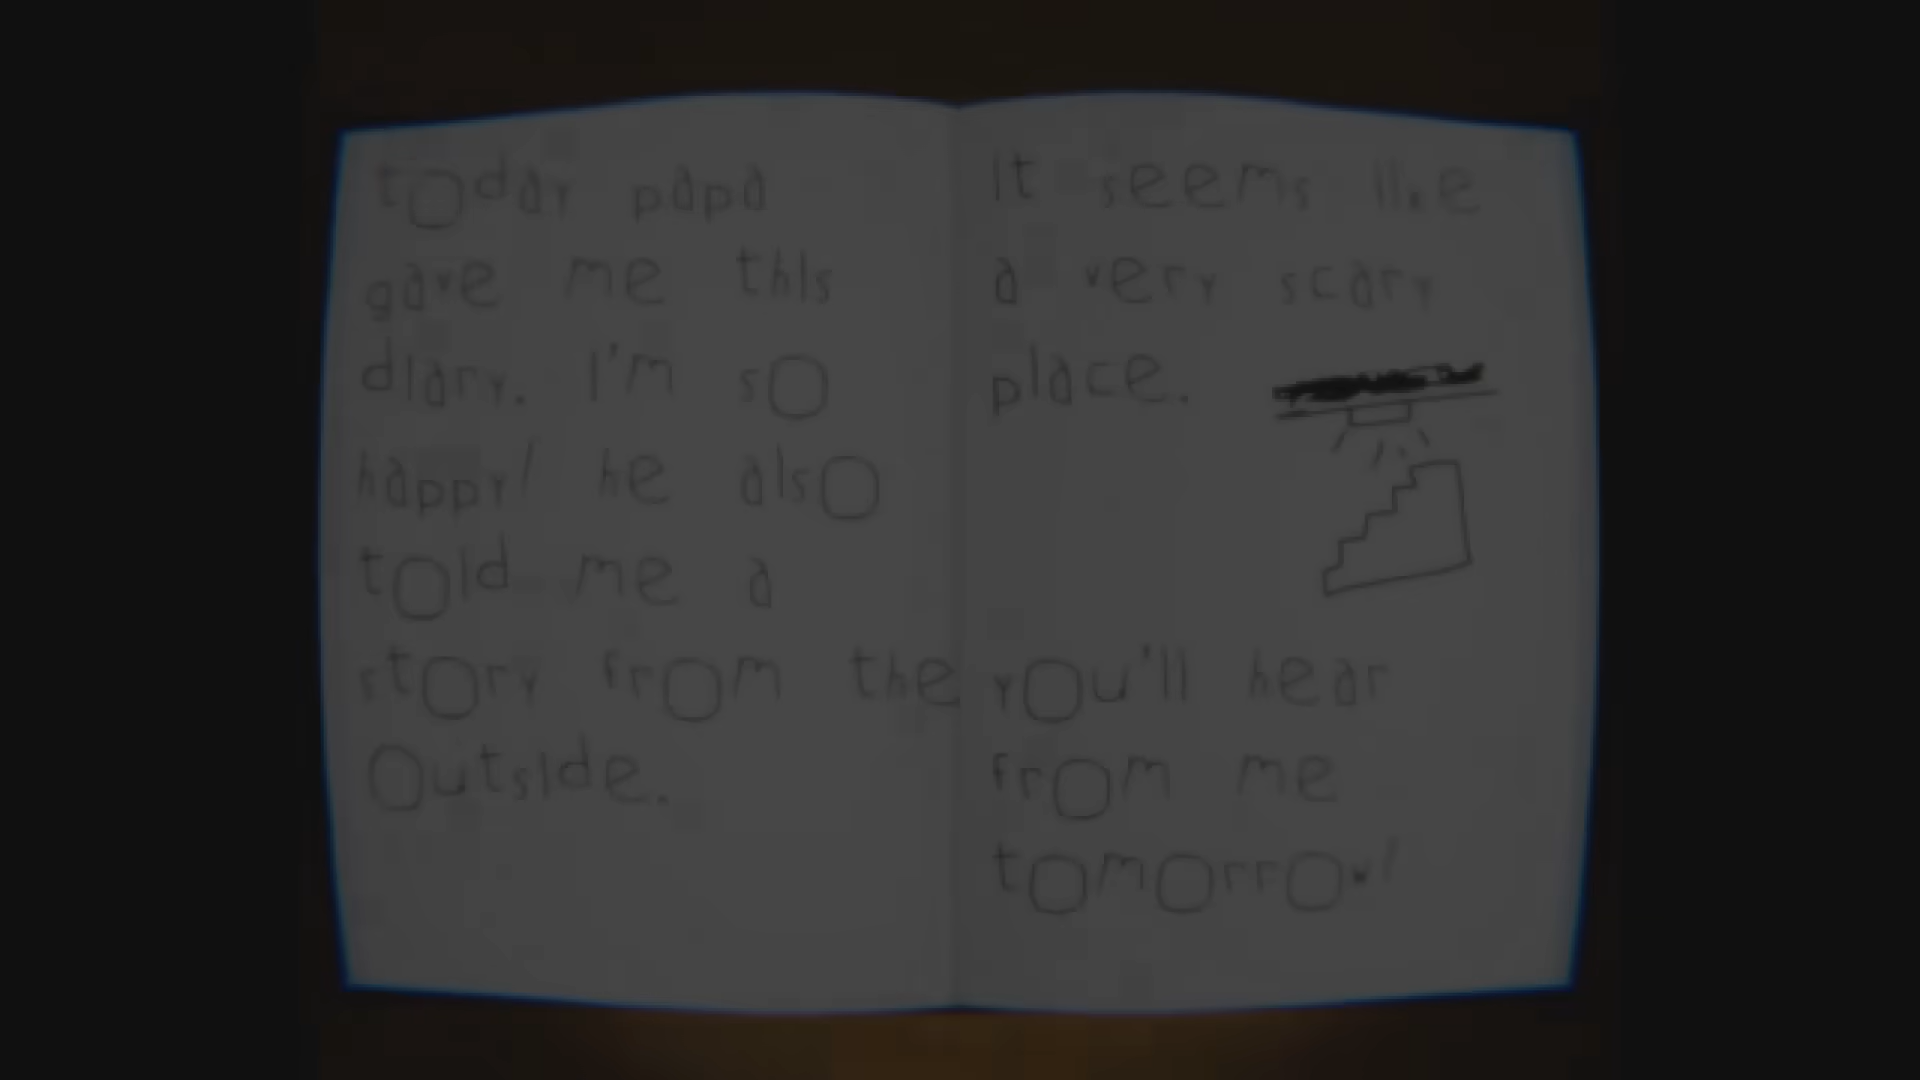 today papa
gave me this
diary. I'm so
happy! he also
told me a
story from the
Outside.
it seems like
a very scary
place.
you'll hear
from me
tomorrow!